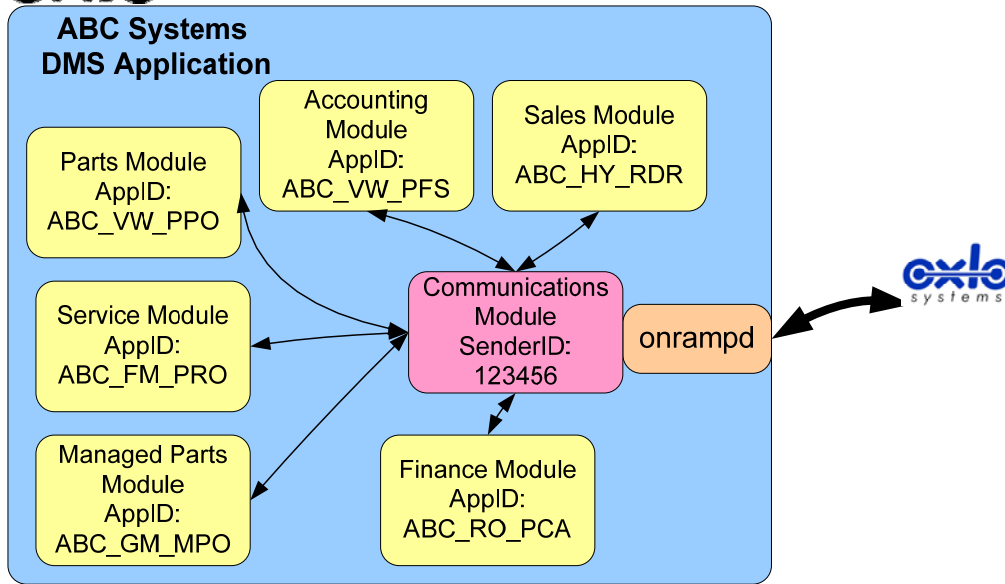 ABC Systems
DMS Application
Accounting
Module
AppID:
ABC_VW_PFS
Sales Module
AppID:
ABC_HY_RDR
Parts Module
AppID:
ABC_VW_PPO
Service Module
AppID:
ABC_FM_PRO
Managed Parts
Module
AppID:
ABC_GM_MPO
Communications
Module
SenderID:
123456
onrampd
Finance Module
AppID:
ABC_RO_PCA
oxlo
systems